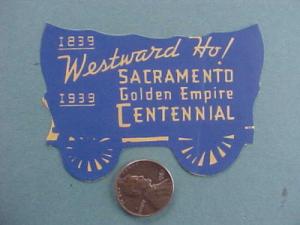 1839
Westward Ho!
SACRAMENTO
1939
Golden Empire
CENTENNIAL